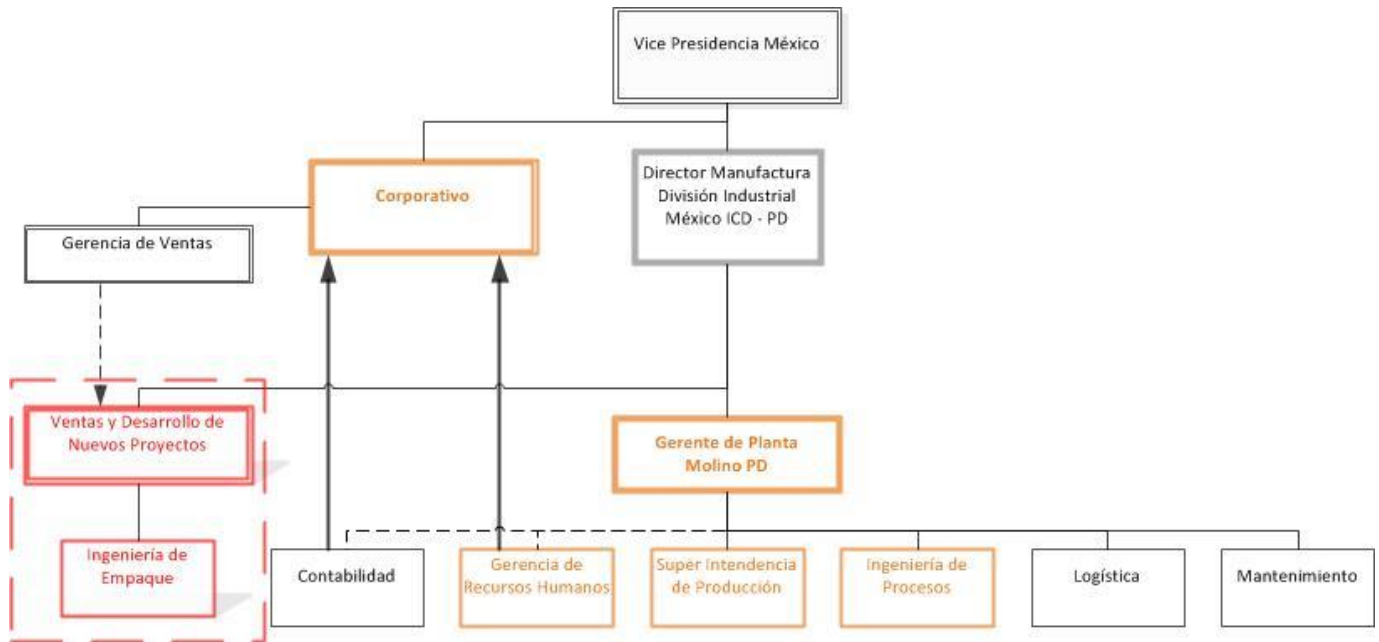 Vice Presidencia México
Corporativo
Director Manufactura
División Industrial
México ICD - PD
Gerencia de Ventas
Ventas y Desarrollo de
Nuevos Proyectos
Gerente de Planta
Molino PD
Ingeniería de
Empaque
Contabilidad
Gerencia de
Recursos Humanos
Super Intendencia
de Producción
Ingeniería de
Procesos
Logística
Mantenimiento